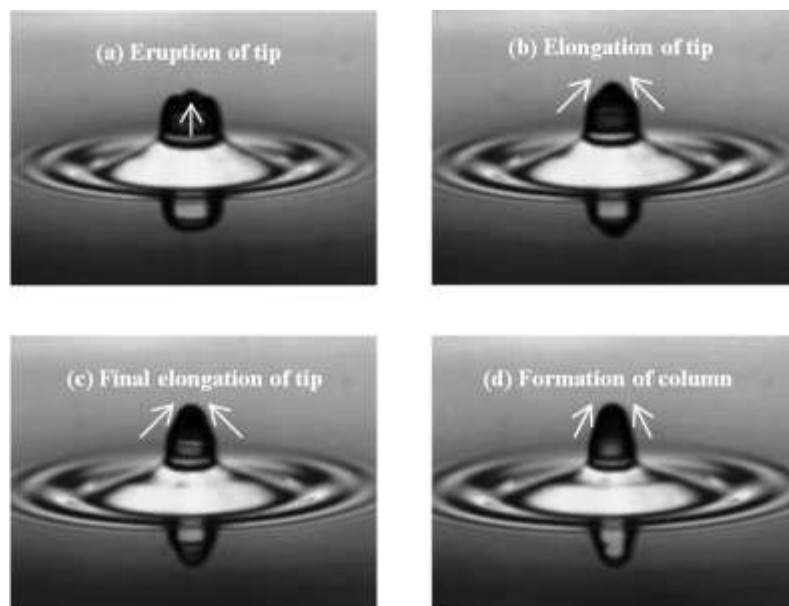 (a) Eruption of tip
(b) Elongation of tip
(c) Final elongation of tip
(d) Formation of column